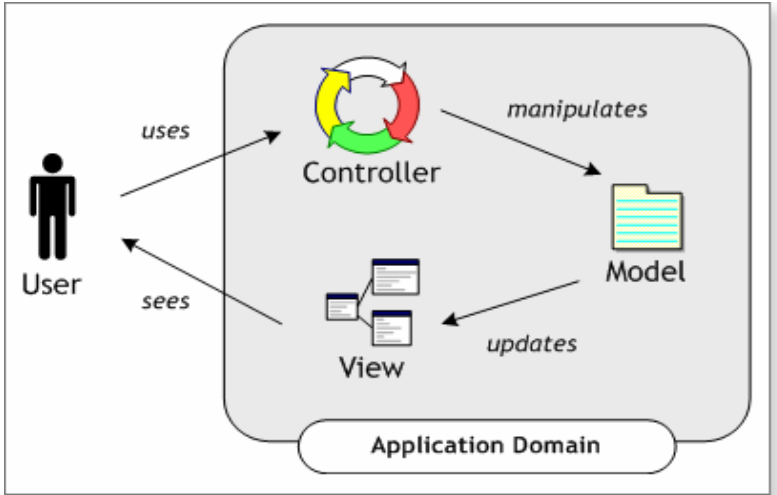 uses
manipulates
Controller
User
Model
sees
updates
View
Application Domain